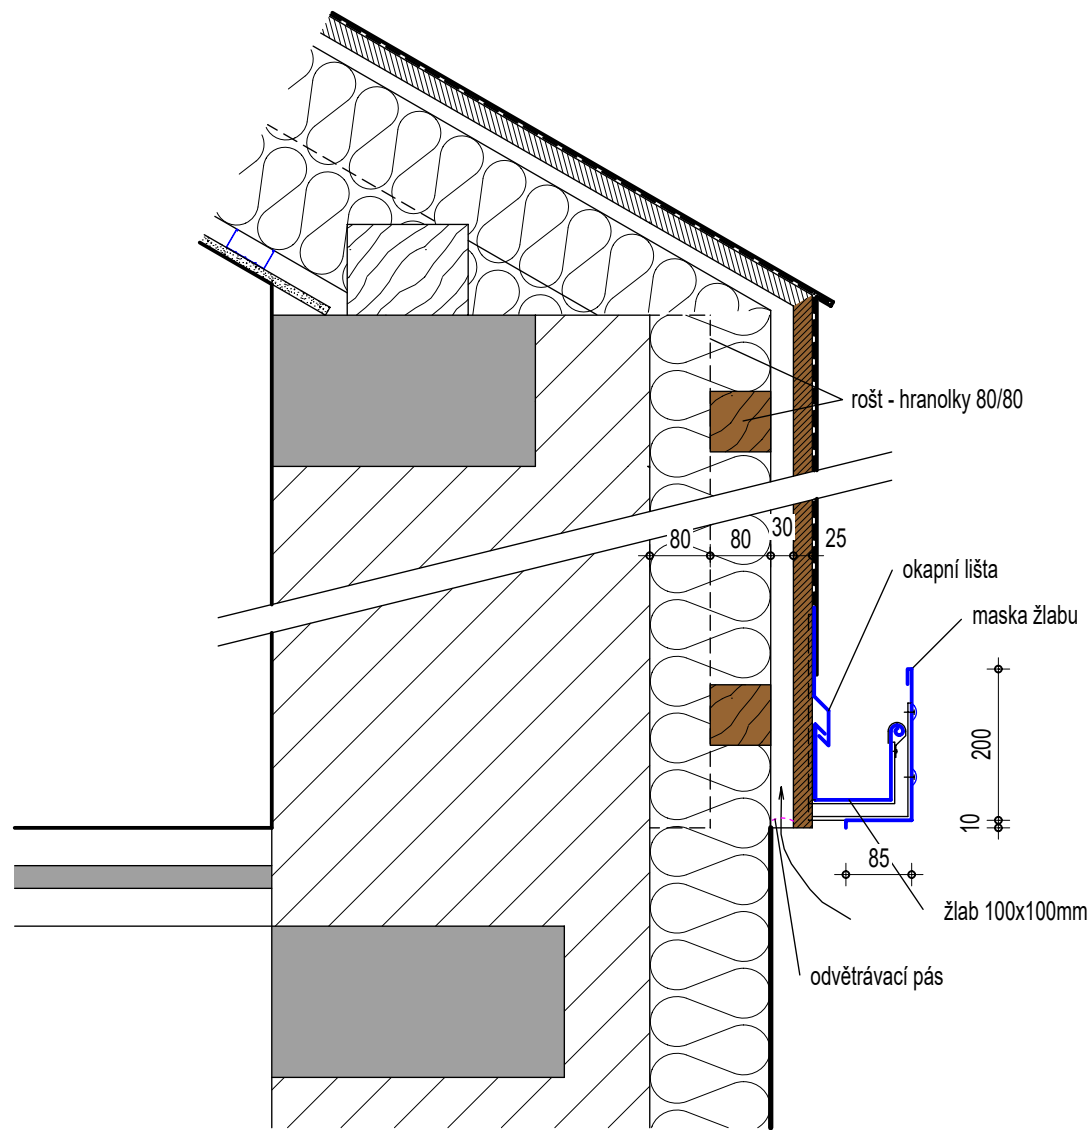 rošt - hranolky 80/80
80
80
30
25
okapní lišta
maska žlabu
200
10
85
žlab 100x100mm
odvětrávací pás